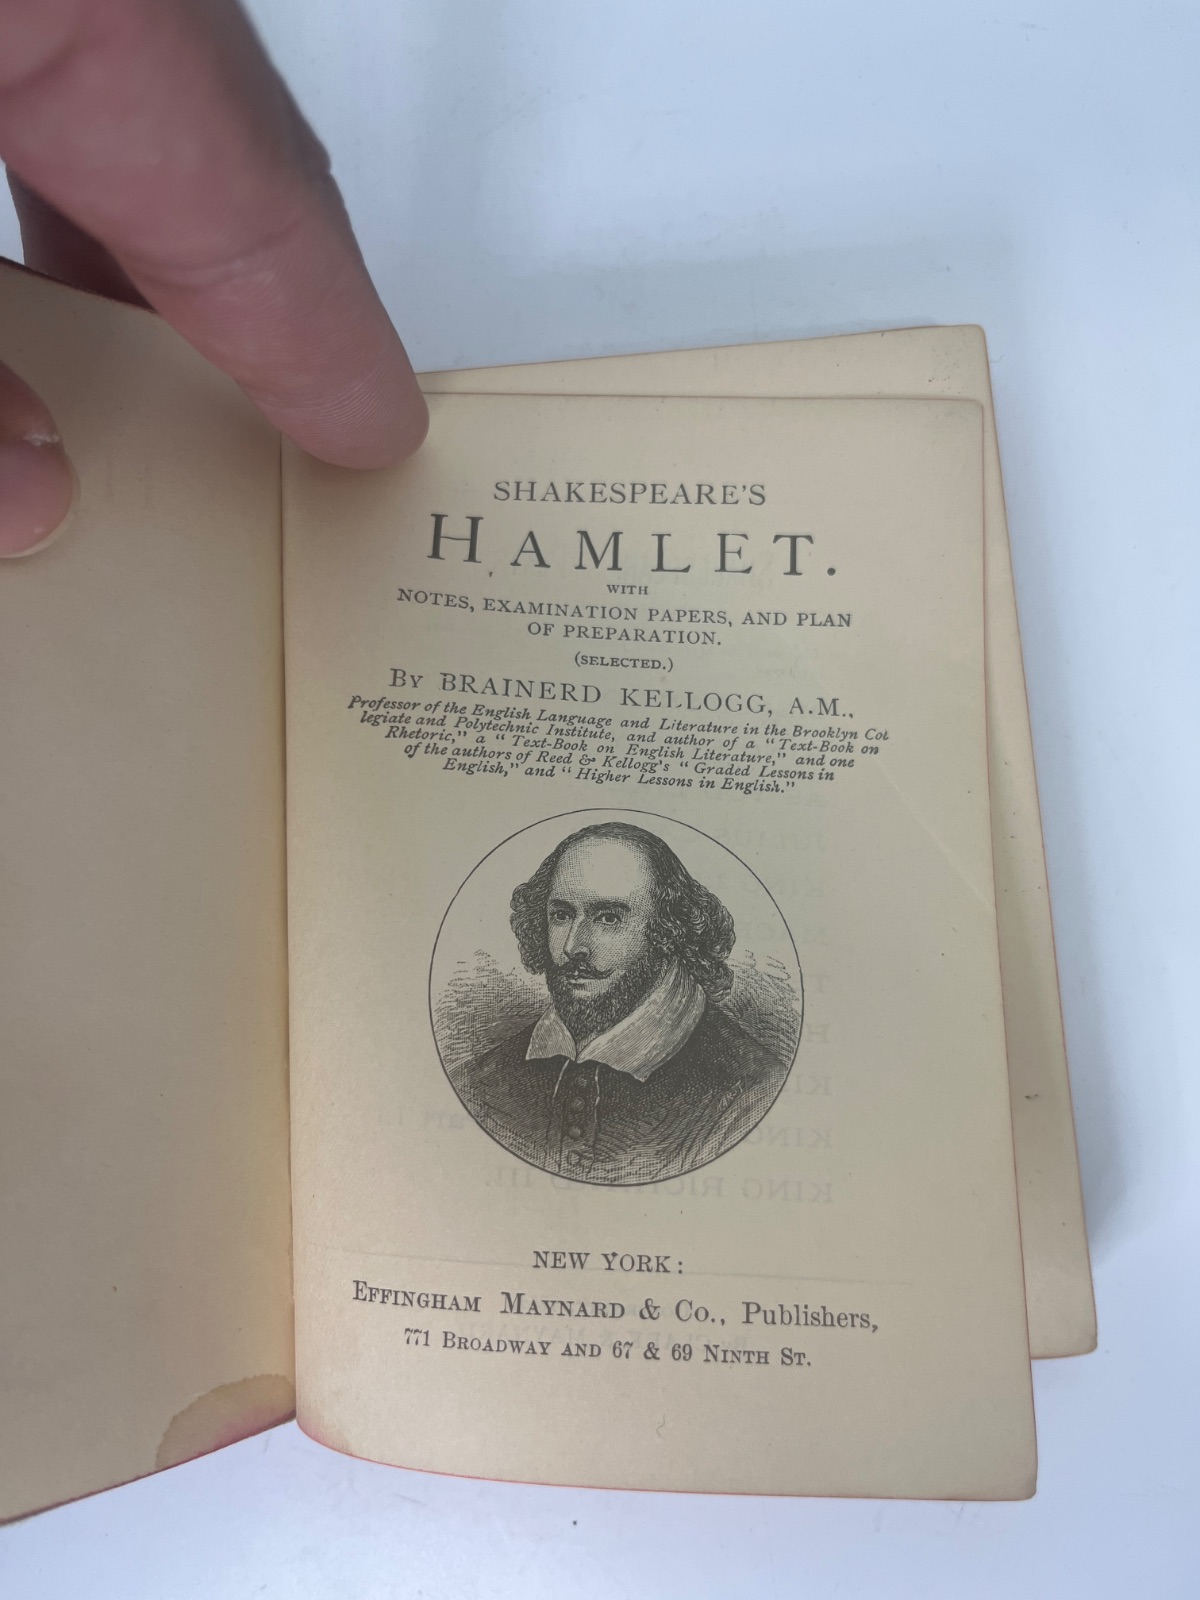 SHAKESPEARE'S
HAMLET.
WITH
NOTES, EXAMINATION PAPERS, AND PLAN
OF PREPARATION.
(SELECTED.)
By BRAINERD KELLOGG, A.M.,
Professor of the English Language and Literature in the Brooklyn Col
legiate and Polytechnic Institute, and author of a "Text-Book on
Rhetoric," a "Text-Book on English Literature," and one
of the authors of Reed & Kellogg's "Graded Lessons in
English," and "Higher Lessons in English."
NEW YORK:
EFFINGHAM MAYNARD & Co., Publishers,
771 BROADWAY AND 67 & 69 NINTH ST.